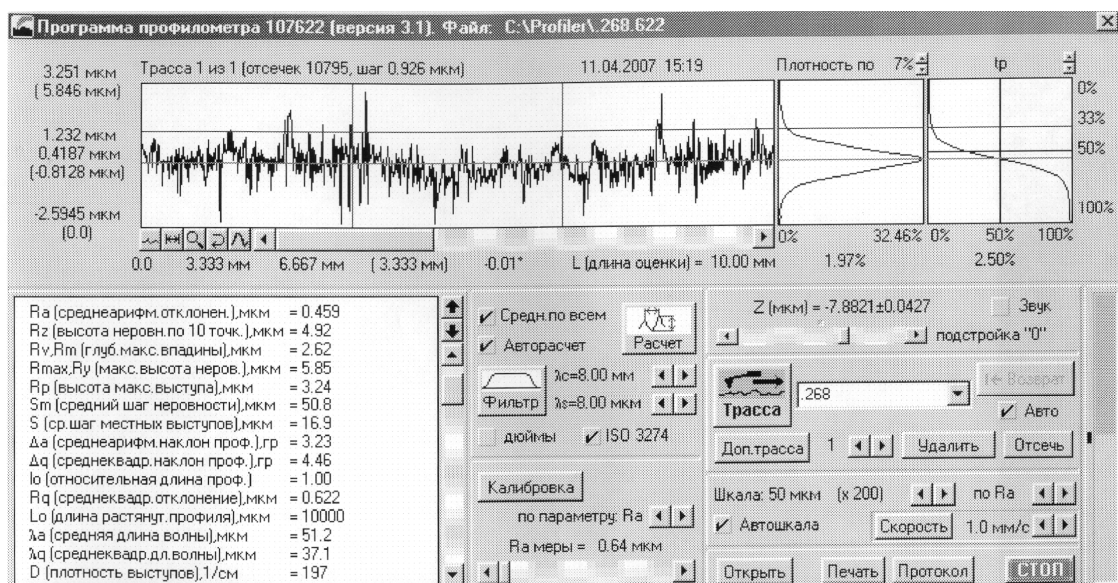 Программа профилометра 107622 (версия 3.1). Файл: C:\Profiler\.268.622
Трасса 1 из 1 (отсечек 10795, шаг 0.926 мкм) 11.04.2007 15:19 Плотность по 7% tp
3.251 мкм
(5.846 мкм)
1.232 мкм
0.4187 мкм
(-0.8128 мкм)
-2.5945 мкм
(0.0)
0%
33%
50%
100%
0% 32.46% 0% 50% 100%
0.0 3.333 мм 6.667 мм (3.333 мм) -0.01° L (длина оценки) = 10.00 мм 1.97% 2.50%
Ra (среднеарифм.отклонен.),мкм = 0.459
Rz (высота неровн.по 10 точк.),мкм = 4.92
Rv,Rm (глуб.макс.впадины),мкм = 2.62
Rmax,Ry (макс.высота неров.),мкм = 5.85
Rp (высота макс.выступа),мкм = 3.24
Sm (средний шаг неровности),мкм = 50.8
S (ср.шаг местных выступов),мкм = 16.9
Δa (среднеарифм.наклон проф.),гр = 3.23
Δq (среднеквадр.наклон проф.),гр = 4.46
lo (относительная длина проф.) = 1.00
Rq (среднеквадр.отклонение),мкм = 0.622
Lo (длина растянут.профиля),мкм = 10000
λa (средняя длина волны),мкм = 51.2
λq (среднеквадр.дл.волны),мкм = 37.1
D (плотность выступов),1/см = 197
Средн.по всем
Авторасчет
Расчет
λc=8.00 мм
Фильтр λs=8.00 мкм
дюймы ISO 3274
Калибровка
по параметру: Ra
Ra меры = 0.64 мкм
Z (мкм) = -7.8821±0.0427 Звук
подстройка "0"
Трасса .268 Возврат
Авто
Доп.трасса 1 Удалить Отсечь
Шкала: 50 мкм (x 200) по Ra
Автошкала Скорость 1.0 мм/с
Открыть Печать Протокол СТОП